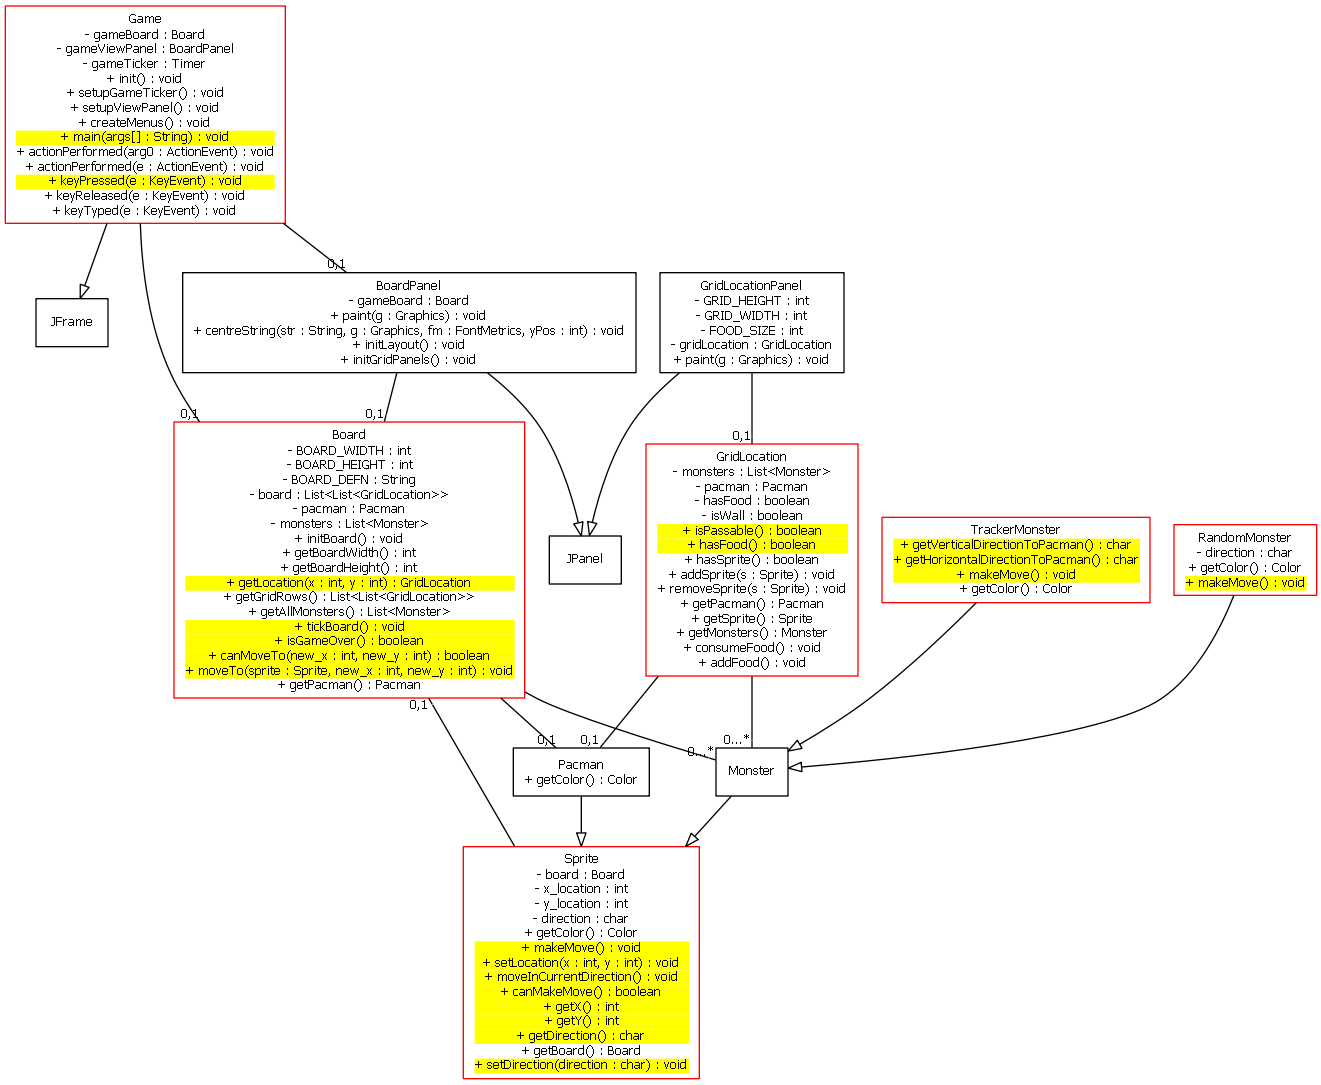 Game
- gameBoard : Board
- gameViewPanel : BoardPanel
- gameTicker : Timer
+ init() : void
+ setupGameTicker() : void
+ setupViewPanel() : void
+ createMenus() : void
+ main(args[] : String) : void
+ actionPerformed(arg0 : ActionEvent) : void
+ actionPerformed(e : ActionEvent) : void
+ keyPressed(e : KeyEvent) : void
+ keyReleased(e : KeyEvent) : void
+ keyTyped(e : KeyEvent) : void
0,1
JFrame
BoardPanel
- gameBoard : Board
+ paint(g : Graphics) : void
+ centreString(str : String, g : Graphics, fm : FontMetrics, yPos : int) : void
+ initLayout() : void
+ initGridPanels() : void
GridLocationPanel
- GRID_HEIGHT : int
- GRID_WIDTH : int
- FOOD_SIZE : int
- gridLocation : GridLocation
+ paint(g : Graphics) : void
0,1
0,1
0,1
Board
- BOARD_WIDTH : int
- BOARD_HEIGHT : int
- BOARD_DEFN : String
- board : List<List<GridLocation>>
- pacman : Pacman
- monsters : List<Monster>
+ initBoard() : void
+ getBoardWidth() : int
+ getBoardHeight() : int
+ getLocation(x : int, y : int) : GridLocation
+ getGridRows() : List<List<GridLocation>>
+ getAllMonsters() : List<Monster>
+ tickBoard() : void
+ isGameOver() : boolean
+ canMoveTo(new_x : int, new_y : int) : boolean
+ moveTo(sprite : Sprite, new_x : int, new_y : int) : void
+ getPacman() : Pacman
JPanel
GridLocation
- monsters : List<Monster>
- pacman : Pacman
- hasFood : boolean
- isWall : boolean
+ isPassable() : boolean
+ hasFood() : boolean
+ hasSprite() : boolean
+ addSprite(s : Sprite) : void
+ removeSprite(s : Sprite) : void
+ getPacman() : Pacman
+ getSprite() : Sprite
+ getMonsters() : Monster
+ consumeFood() : void
+ addFood() : void
TrackerMonster
+ getVerticalDirectionToPacman() : char
+ getHorizontalDirectionToPacman() : char
+ makeMove() : void
+ getColor() : Color
RandomMonster
- direction : char
+ getColor() : Color
+ makeMove() : void
0,1
0,1
0,1
0...*
0...*
Pacman
+ getColor() : Color
Monster
Sprite
- board : Board
- x_location : int
- y_location : int
- direction : char
+ getColor() : Color
+ makeMove() : void
+ setLocation(x : int, y : int) : void
+ moveInCurrentDirection() : void
+ canMakeMove() : boolean
+ getX() : int
+ getY() : int
+ getDirection() : char
+ getBoard() : Board
+ setDirection(direction : char) : void